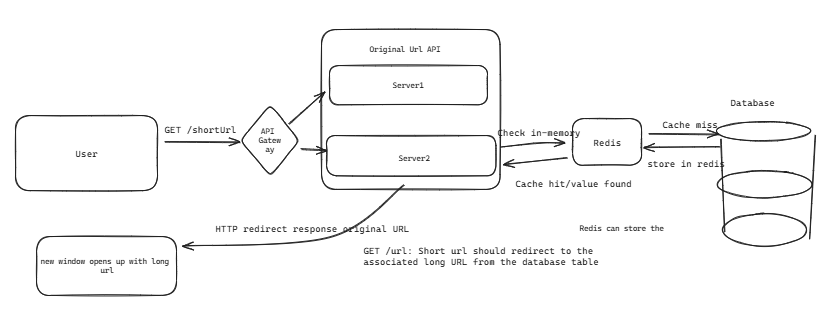 Original Url API
Server1
Database
GET /shortUrl
API
Gatew
ay
Check in-memory
Cache miss
User
Server2
Redis
store in redis
Cache hit/value found
HTTP redirect response original URL
Redis can store the
GET /url: Short url should redirect to the
associated long URL from the database table
new window opens up with long
url